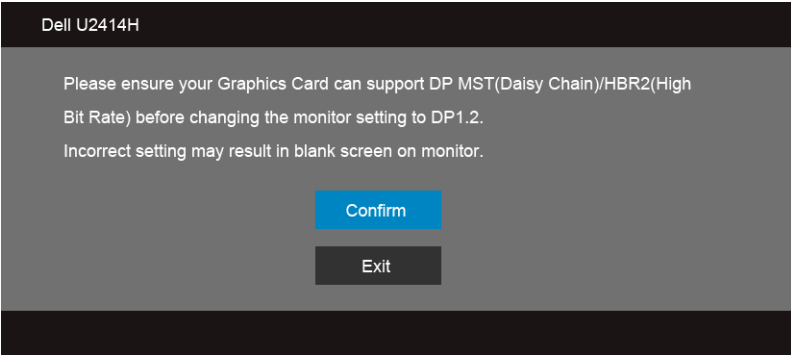 Dell U2414H
Please ensure your Graphics Card can support DP MST(Daisy Chain)/HBR2(High
Bit Rate) before changing the monitor setting to DP1.2.
Incorrect setting may result in blank screen on monitor.
Confirm
Exit